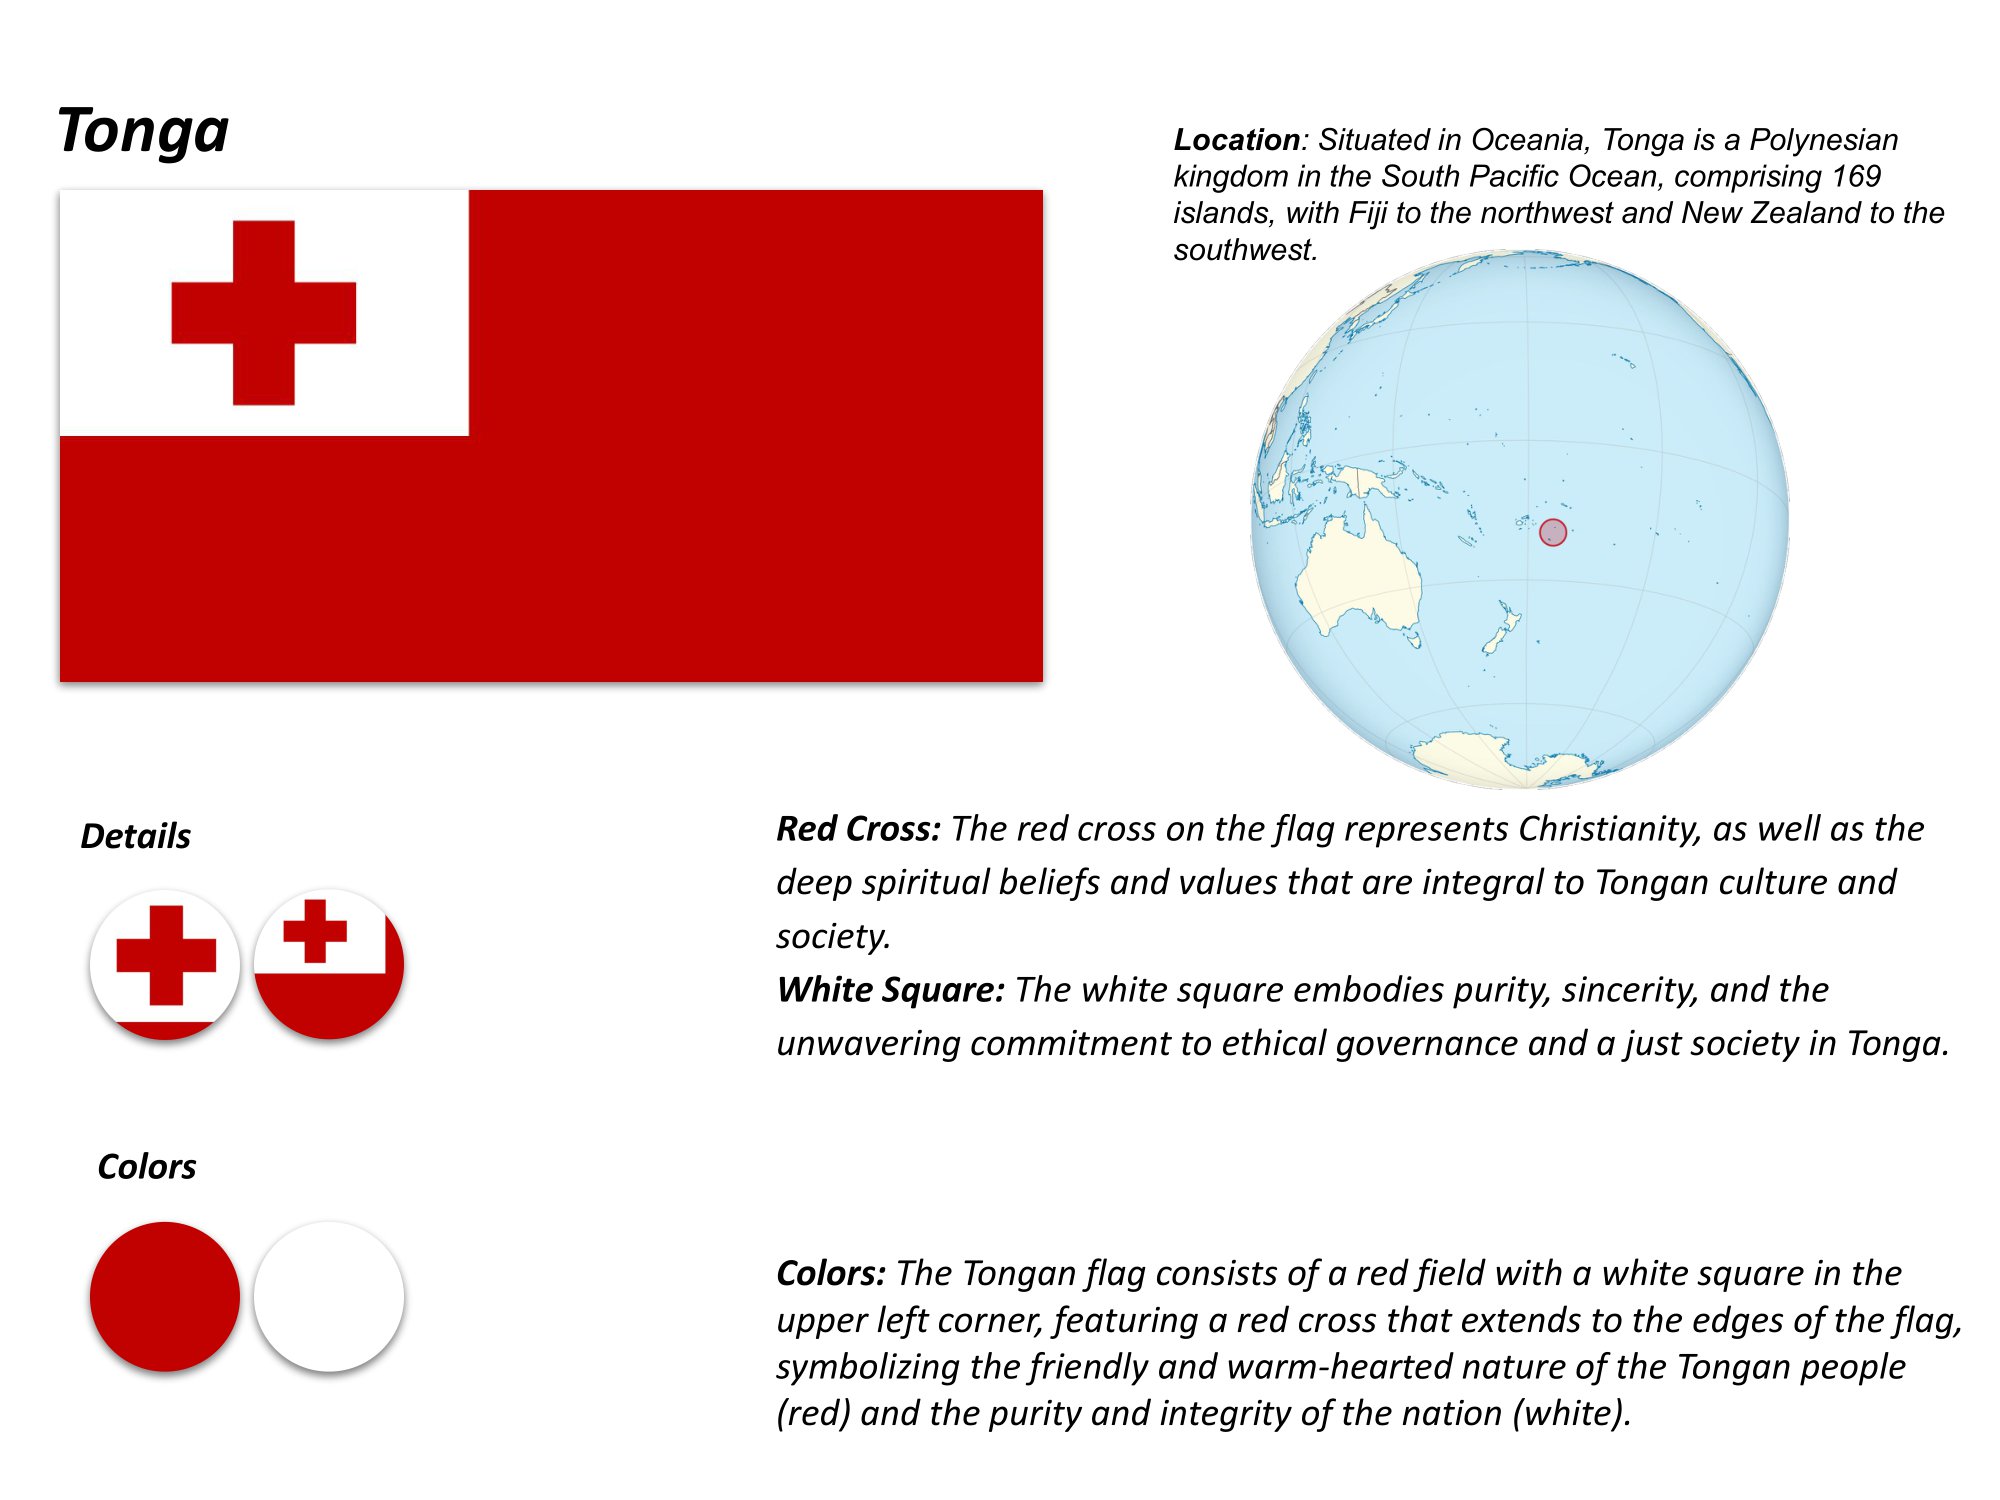 Tonga
Location: Situated in Oceania, Tonga is a Polynesian
kingdom in the South Pacific Ocean, comprising 169
islands, with Fiji to the northwest and New Zealand to the
southwest.
Details
Red Cross: The red cross on the flag represents Christianity, as well as the
deep spiritual beliefs and values that are integral to Tongan culture and
society.
White Square: The white square embodies purity, sincerity, and the
unwavering commitment to ethical governance and a just society in Tonga.
Colors
Colors: The Tongan flag consists of a red field with a white square in the
upper left corner, featuring a red cross that extends to the edges of the flag,
symbolizing the friendly and warm-hearted nature of the Tongan people
(red) and the purity and integrity of the nation (white).